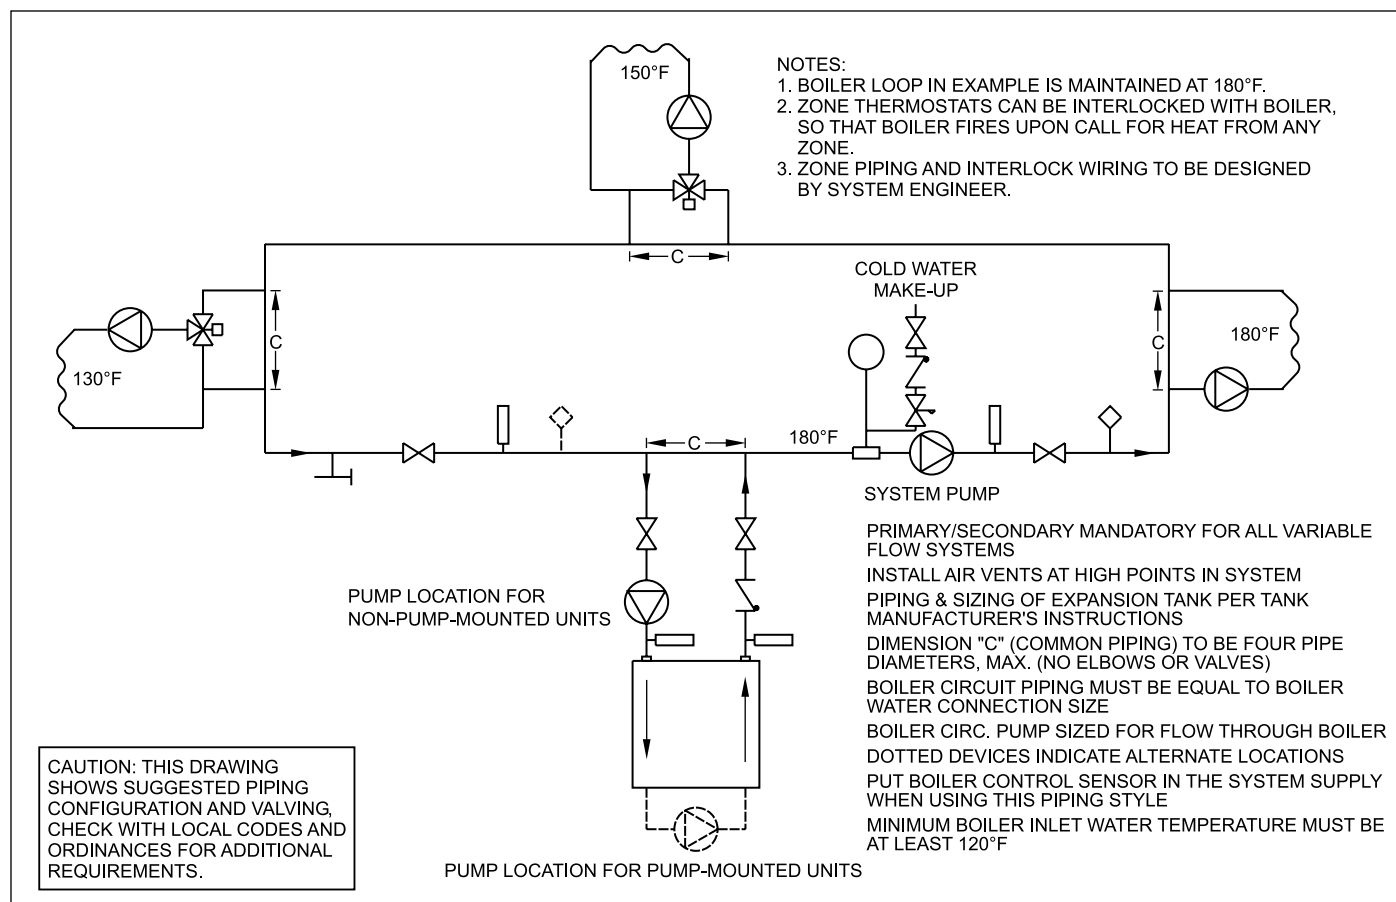 150°F
NOTES:
1. BOILER LOOP IN EXAMPLE IS MAINTAINED AT 180°F.
2. ZONE THERMOSTATS CAN BE INTERLOCKED WITH BOILER,
SO THAT BOILER FIRES UPON CALL FOR HEAT FROM ANY
ZONE.
3. ZONE PIPING AND INTERLOCK WIRING TO BE DESIGNED
BY SYSTEM ENGINEER.
C
COLD WATER
MAKE-UP
130°F
C
C
180°F
C
180°F
SYSTEM PUMP
PUMP LOCATION FOR
NON-PUMP-MOUNTED UNITS
PRIMARY/SECONDARY MANDATORY FOR ALL VARIABLE
FLOW SYSTEMS
INSTALL AIR VENTS AT HIGH POINTS IN SYSTEM
PIPING & SIZING OF EXPANSION TANK PER TANK
MANUFACTURER'S INSTRUCTIONS
DIMENSION "C" (COMMON PIPING) TO BE FOUR PIPE
DIAMETERS, MAX. (NO ELBOWS OR VALVES)
BOILER CIRCUIT PIPING MUST BE EQUAL TO BOILER
WATER CONNECTION SIZE
BOILER CIRC. PUMP SIZED FOR FLOW THROUGH BOILER
DOTTED DEVICES INDICATE ALTERNATE LOCATIONS
PUT BOILER CONTROL SENSOR IN THE SYSTEM SUPPLY
WHEN USING THIS PIPING STYLE
MINIMUM BOILER INLET WATER TEMPERATURE MUST BE
AT LEAST 120°F
CAUTION: THIS DRAWING
SHOWS SUGGESTED PIPING
CONFIGURATION AND VALVING,
CHECK WITH LOCAL CODES AND
ORDINANCES FOR ADDITIONAL
REQUIREMENTS.
PUMP LOCATION FOR PUMP-MOUNTED UNITS